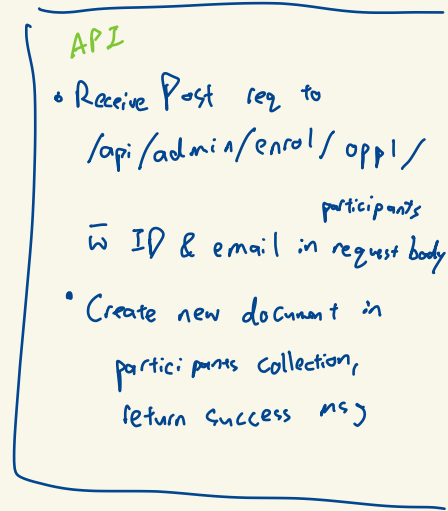 API
• Receive Post req to
/api/admin/enrol/appl/
participants
w̄ ID & email in request body
• Create new document in
participants collection,
return success msg